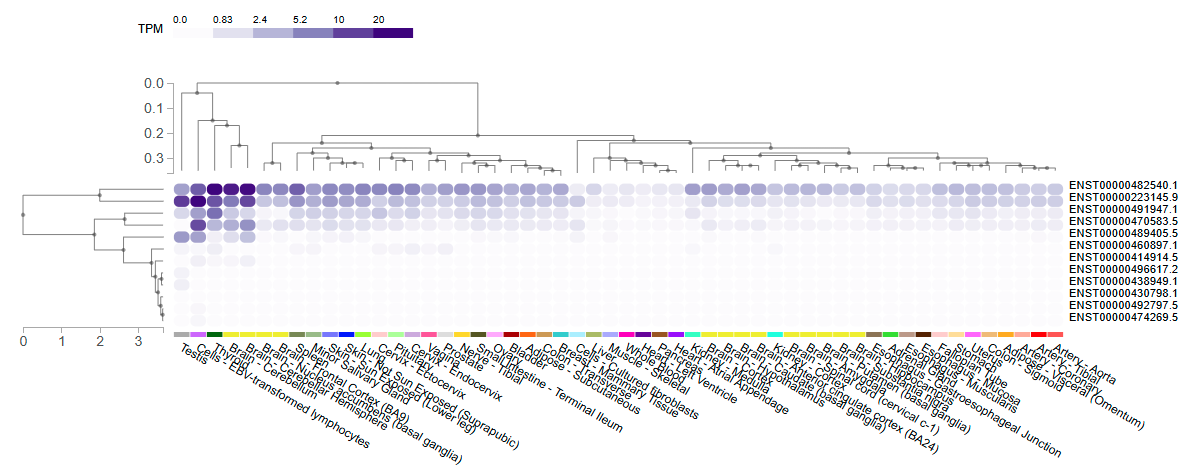 TPM
0.0 0.83 2.4 5.2 10 20
0.0
0.1
0.2
0.3
ENST00000482540.1
ENST00000223145.9
ENST00000491947.1
ENST00000470583.5
ENST00000489405.5
ENST00000460897.1
ENST00000414914.5
ENST00000496617.2
ENST00000438949.1
ENST00000430798.1
ENST00000492797.5
ENST00000474269.5
0 1 2 3
Testis
Cells - EBV-transformed lymphocytes
Thyroid
Brain - Cerebellum
Brain - Cerebellar Hemisphere
Brain - Nucleus accumbens (basal ganglia)
Brain - Frontal Cortex (BA9)
Spleen
Minor Salivary Gland
Skin - Sun Exposed (Lower leg)
Skin - Not Sun Exposed (Suprapubic)
Lung
Cervix - Ectocervix
Pituitary
Cervix - Endocervix
Vagina
Prostate
Nerve - Tibial
Small Intestine - Terminal Ileum
Ovary
Bladder
Adipose - Subcutaneous
Colon - Transverse
Breast - Mammary Tissue
Cells - Cultured fibroblasts
Liver
Muscle - Skeletal
Whole Blood
Heart - Left Ventricle
Pancreas
Heart - Atrial Appendage
Kidney - Medulla
Brain - Cortex
Brain - Caudate (basal ganglia)
Brain - Hypothalamus
Brain - Anterior cingulate cortex (BA24)
Kidney - Cortex
Brain - Spinal cord (cervical c-1)
Brain - Amygdala
Brain - Putamen (basal ganglia)
Brain - Hippocampus
Brain - Substantia nigra
Esophagus - Gastroesophageal Junction
Adrenal Gland
Esophagus - Muscularis
Esophagus - Mucosa
Fallopian Tube
Stomach
Uterus
Colon - Sigmoid
Adipose - Visceral (Omentum)
Artery - Coronary
Artery - Tibial
Artery - Aorta